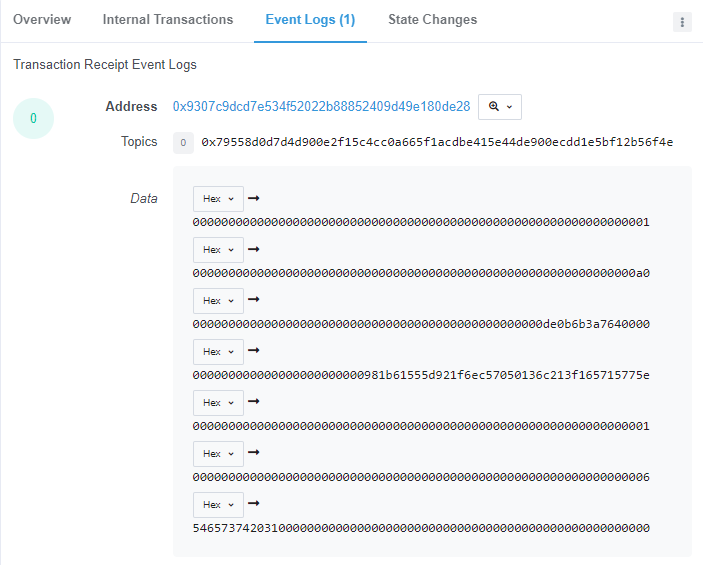 Overview Internal Transactions Event Logs (1) State Changes
Transaction Receipt Event Logs
0 Address 0x9307c9dcd7e534f52022b88852409d49e180de28
Topics 0 0x79558d0d7d4d900e2f15c4cc0a665f1acdbe415e44de900ecdd1e5bf12b56f4e
Data Hex
0000000000000000000000000000000000000000000000000000000000000001
Hex
00000000000000000000000000000000000000000000000000000000000000a0
Hex
0000000000000000000000000000000000000000000000000de0b6b3a7640000
Hex
000000000000000000000000981b61555d921f6ec57050136c213f165715775e
Hex
0000000000000000000000000000000000000000000000000000000000000001
Hex
0000000000000000000000000000000000000000000000000000000000000006
Hex
5465737420310000000000000000000000000000000000000000000000000000